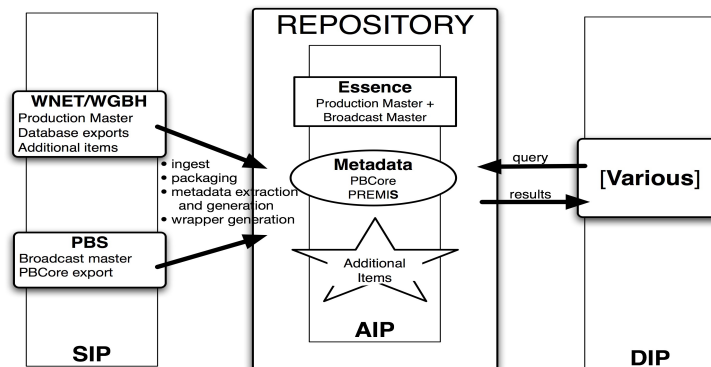 REPOSITORY
WNET/WGBH
Production Master
Database exports
Additional items
• ingest
• packaging
• metadata extraction
and generation
• wrapper generation
PBS
Broadcast master
PBCore export
SIP
Essence
Production Master +
Broadcast Master
Metadata
PBCore
PREMIS
Additional
Items
AIP
query
results
[Various]
DIP